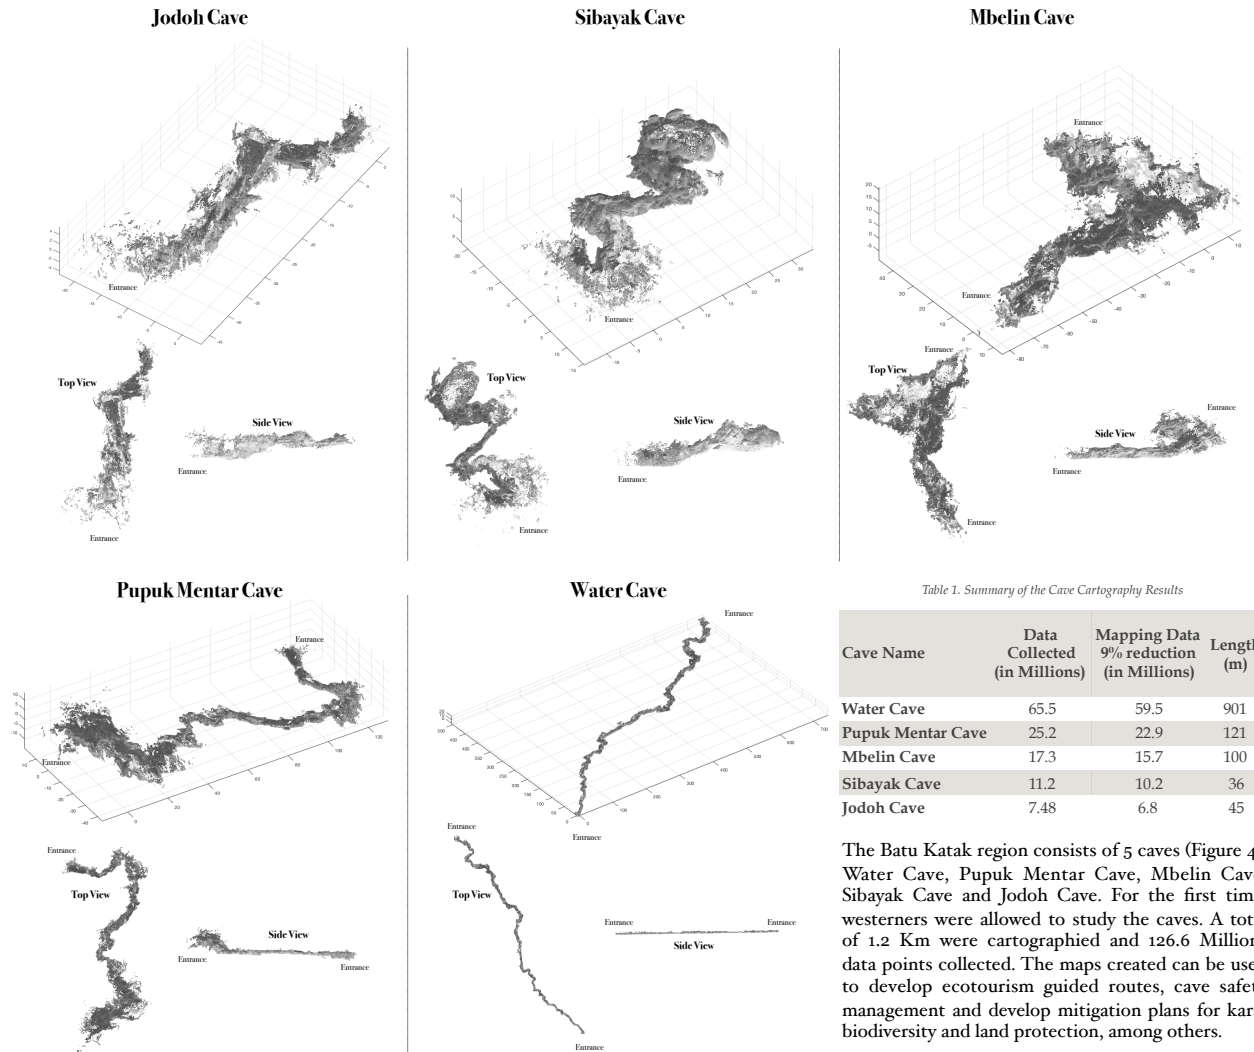 Jodoh Cave
Sibayak Cave
Mbelin Cave
Entrance
Entrance
Entrance
Entrance
Top View
Side View
Entrance
Entrance
Top View
Side View
Entrance
Entrance
Entrance
Top View
Side View
Entrance
Entrance
Entrance
Pupuk Mentar Cave
Water Cave
Entrance
Entrance
Entrance
Top View
Side View
Entrance
Entrance
Entrance
Entrance
Entrance
Top View
Entrance
Entrance
Side View
Entrance
Table 1. Summary of the Cave Cartography Results
Cave Name Data Collected (in Millions) Mapping Data 9% reduction (in Millions) Length (m)
Water Cave 65.5 59.5 901
Pupuk Mentar Cave 25.2 22.9 121
Mbelin Cave 17.3 15.7 100
Sibayak Cave 11.2 10.2 36
Jodoh Cave 7.48 6.8 45
The Batu Katak region consists of 5 caves (Figure 4
Water Cave, Pupuk Mentar Cave, Mbelin Cav
Sibayak Cave and Jodoh Cave. For the first tim
westerners were allowed to study the caves. A tot
of 1.2 Km were cartographied and 126.6 Million
data points collected. The maps created can be use
to develop ecotourism guided routes, cave safet
management and develop mitigation plans for kar
biodiversity and land protection, among others.